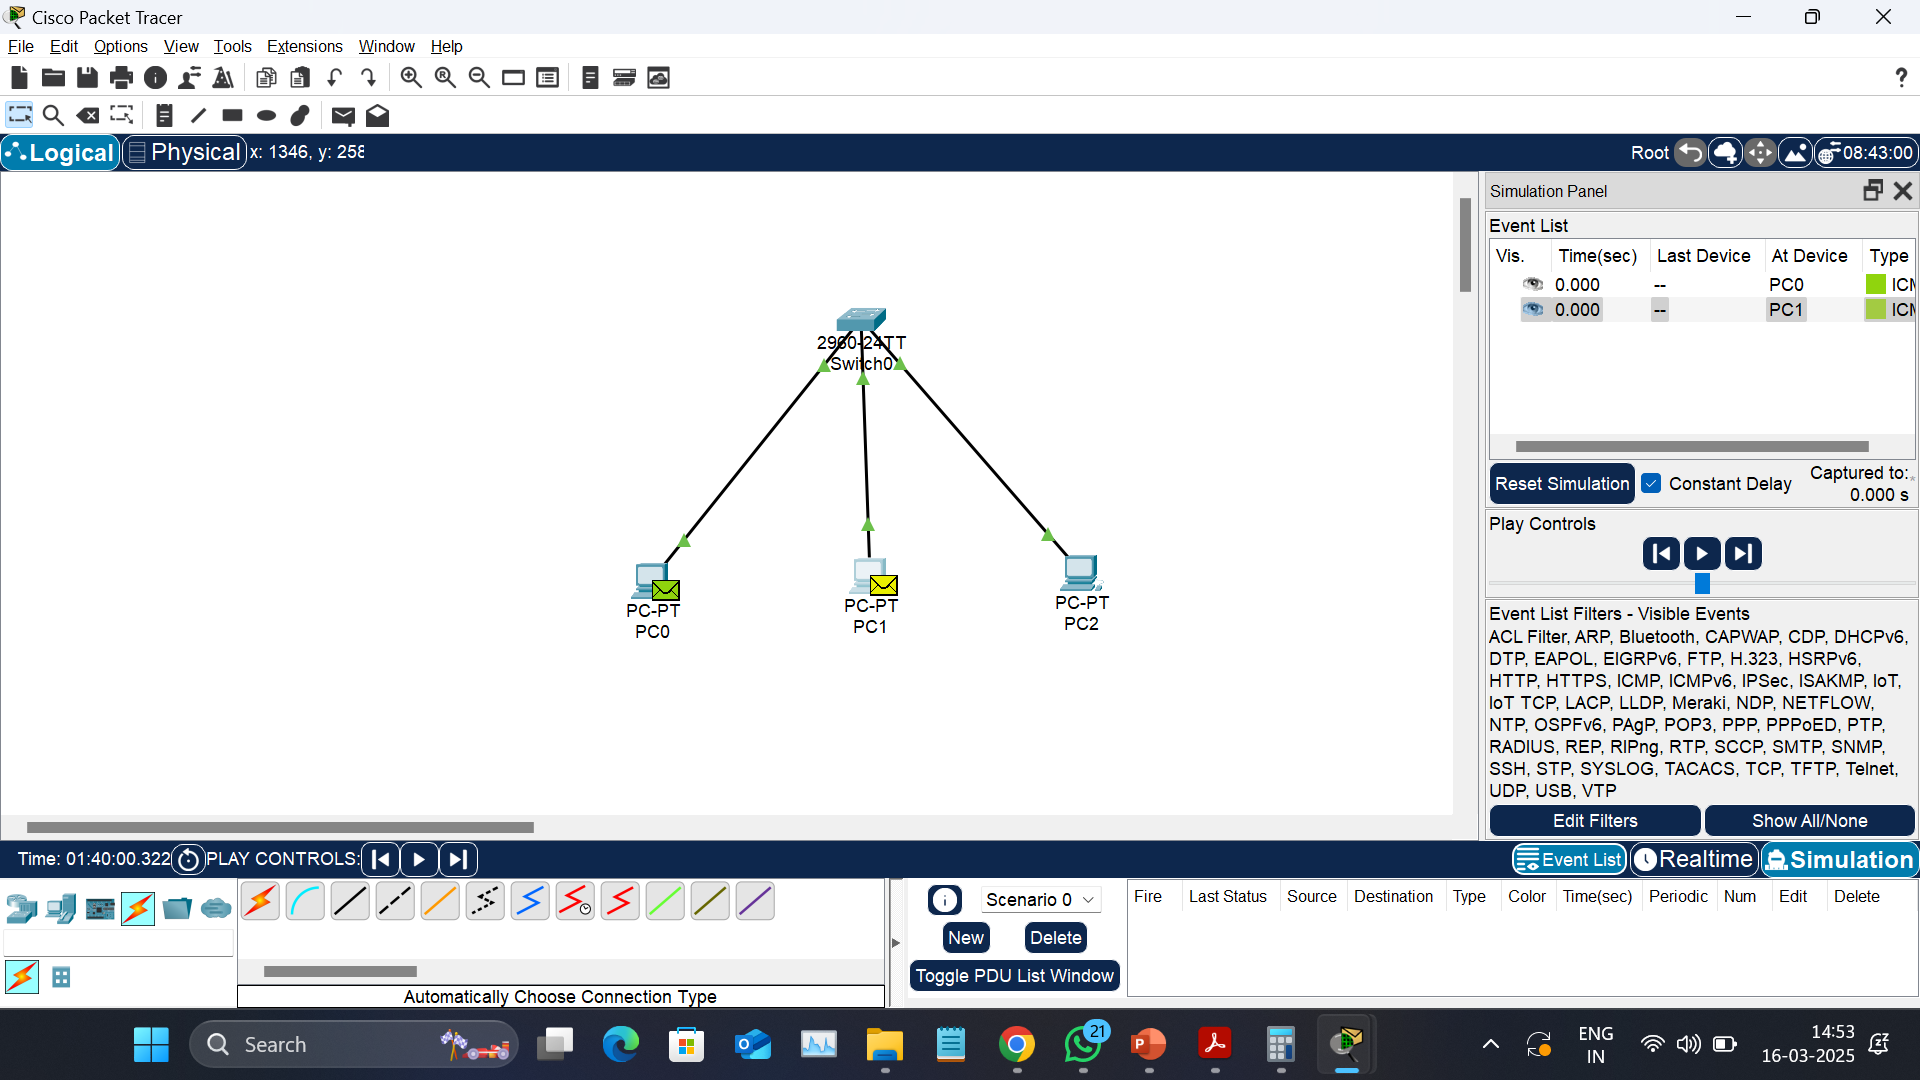 Cisco Packet Tracer
File Edit Options View Tools Extensions Window Help
?
Logical Physical x: 1346, y: 258 Root 08:43:00
Simulation Panel
Event List
Vis. Time(sec) Last Device At Device Type
0.000 -- PC0 ICM
0.000 -- PC1 ICM
2960-24TT
Switch0
PC-PT
PC0
PC-PT
PC1
PC-PT
PC2
Reset Simulation Constant Delay Captured to:
0.000 s
Play Controls
Event List Filters - Visible Events
ACL Filter, ARP, Bluetooth, CAPWAP, CDP, DHCPv6,
DTP, EAPOL, EIGRPv6, FTP, H.323, HSRPv6,
HTTP, HTTPS, ICMP, ICMPv6, IPSec, ISAKMP, IoT,
IoT TCP, LACP, LLDP, Meraki, NDP, NETFLOW,
NTP, OSPFv6, PAgP, POP3, PPP, PPPoED, PTP,
RADIUS, REP, RIPng, RTP, SCCP, SMTP, SNMP,
SSH, STP, SYSLOG, TACACS, TCP, TFTP, Telnet,
UDP, USB, VTP
Edit Filters Show All/None
Time: 01:40:00.322 PLAY CONTROLS: Event List Realtime Simulation
Scenario 0
New Delete
Toggle PDU List Window
Fire Last Status Source Destination Type Color Time(sec) Periodic Num Edit Delete
Automatically Choose Connection Type
Search
21
ENG
IN
14:53
16-03-2025